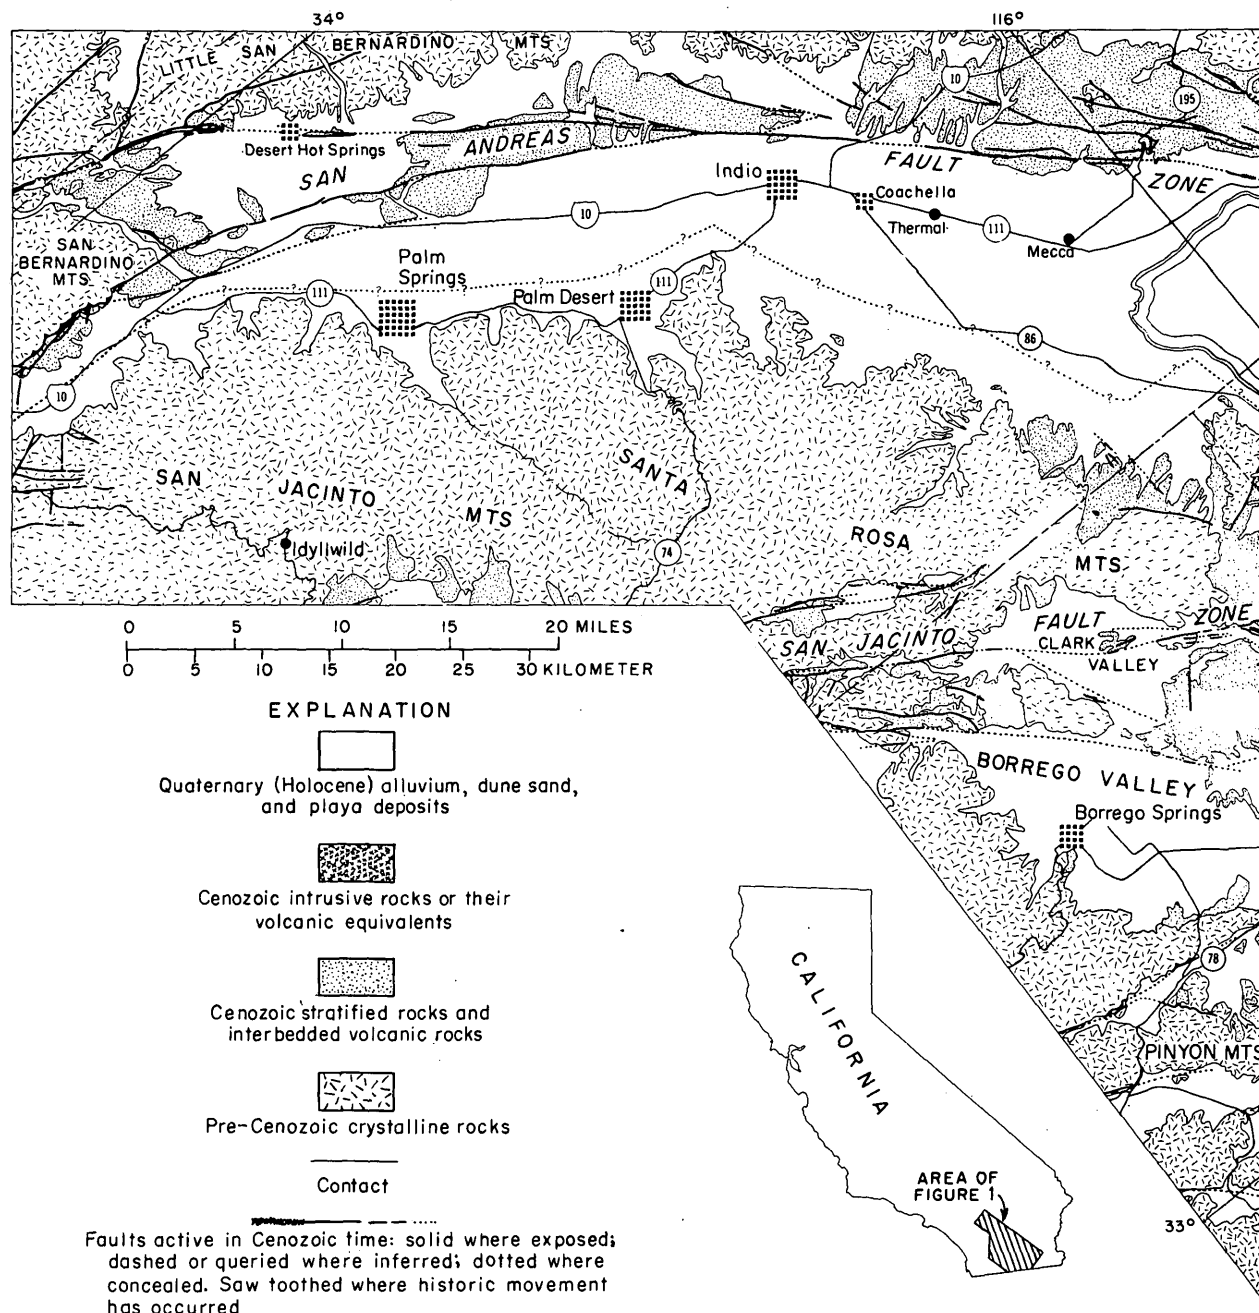 34°
116°
LITTLE SAN BERNARDINO MTS
10
195
Desert Hot Springs
SAN ANDREAS FAULT ZONE
Indio
Coachella
Thermal
10
111
Mecca
SAN
BERNARDINO
MTS
Palm
Springs
111
Palm Desert
111
86
10
SAN JACINTO MTS
SANTA ROSA MTS
Idyllwild
74
SAN JACINTO FAULT ZONE
CLARK
VALLEY
0 5 10 15 20 MILES
0 5 10 15 20 25 30 KILOMETER
BORREGO VALLEY
Borrego Springs
78
PINYON MTS
33°
EXPLANATION
Quaternary (Holocene) alluvium, dune sand,
and playa deposits
Cenozoic intrusive rocks or their
volcanic equivalents
Cenozoic stratified rocks and
interbedded volcanic rocks
Pre-Cenozoic crystalline rocks
Contact
Faults active in Cenozoic time: solid where exposed;
dashed or queried where inferred; dotted where
concealed. Saw toothed where historic movement
has occurred
CALIFORNIA
AREA OF
FIGURE 1